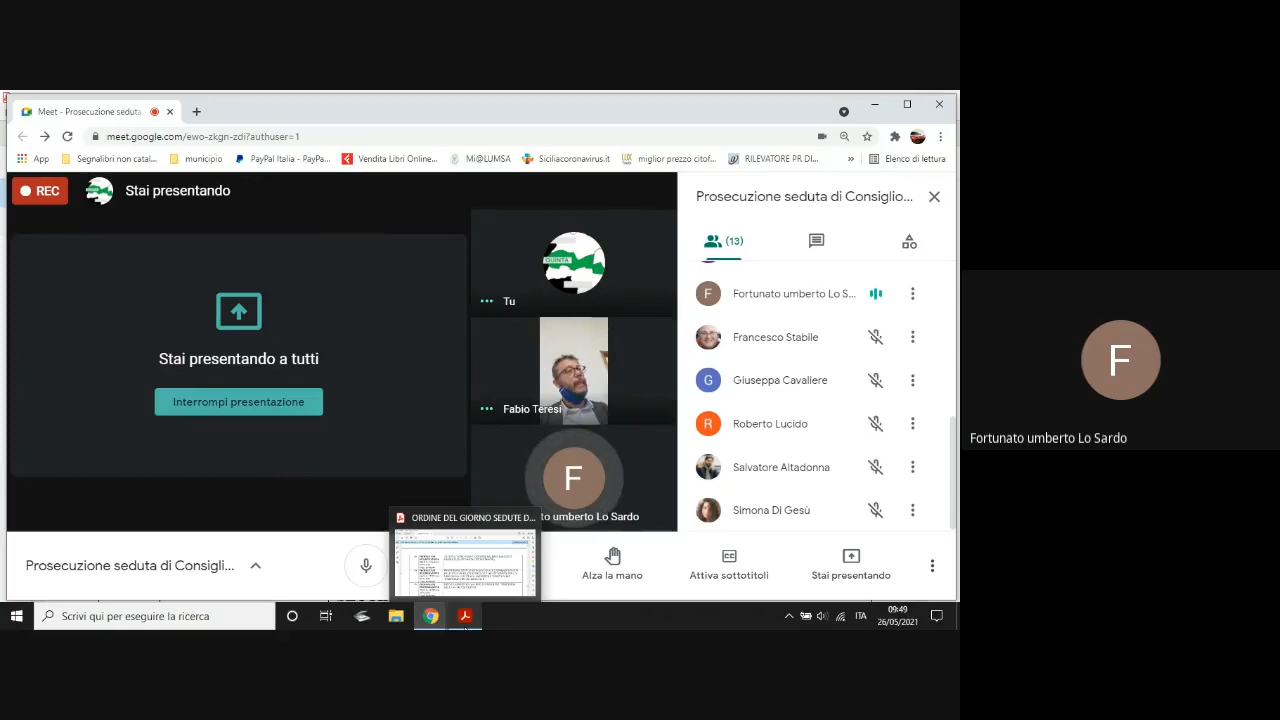 Meet - Prosecuzione seduta
meet.google.com/ewo-zkgn-zdi?authuser=1
App
Segnalibri non catal...
municipio
PayPal Italia - PayPa...
Vendita Libri Online...
Mi@LUMSA
Siciliacoronavirus.it
miglior prezzo citof...
RILEVATORE PR DI...
»
Elenco di lettura
REC
Stai presentando
Prosecuzione seduta di Consiglio...
(13)
QUINTA
Tu
Fortunato umberto Lo S...
Francesco Stabile
Stai presentando a tutti
Interrompi presentazione
Fabio Teresi
G
Giuseppa Cavaliere
R
Roberto Lucido
Salvatore Altadonna
Simona Di Gesù
F
to umberto Lo Sardo
ORDINE DEL GIORNO SEDUTE D...
Prosecuzione seduta di Consigli...
Alza la mano
Attiva sottotitoli
Stai presentando
Scrivi qui per eseguire la ricerca
ITA
09:49
26/05/2021
F
Fortunato umberto Lo Sardo